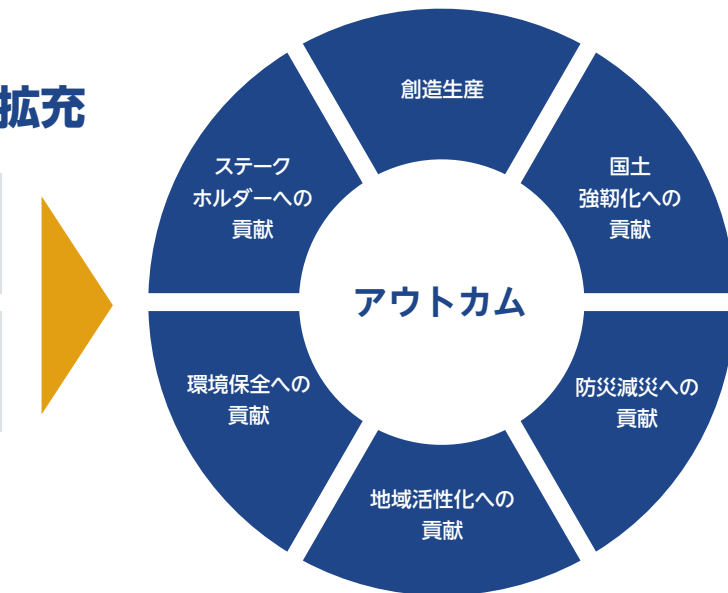 拡充
創造生産
ステーク
ホルダーへの
貢献
国土
強靭化への
貢献
アウトカム
環境保全への
貢献
防災減災への
貢献
地域活性化への
貢献